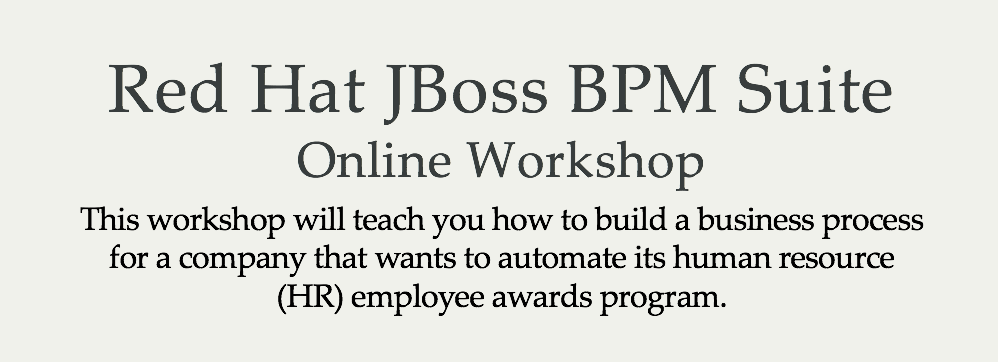 Red Hat JBoss BPM Suite
Online Workshop
This workshop will teach you how to build a business process
for a company that wants to automate its human resource
(HR) employee awards program.